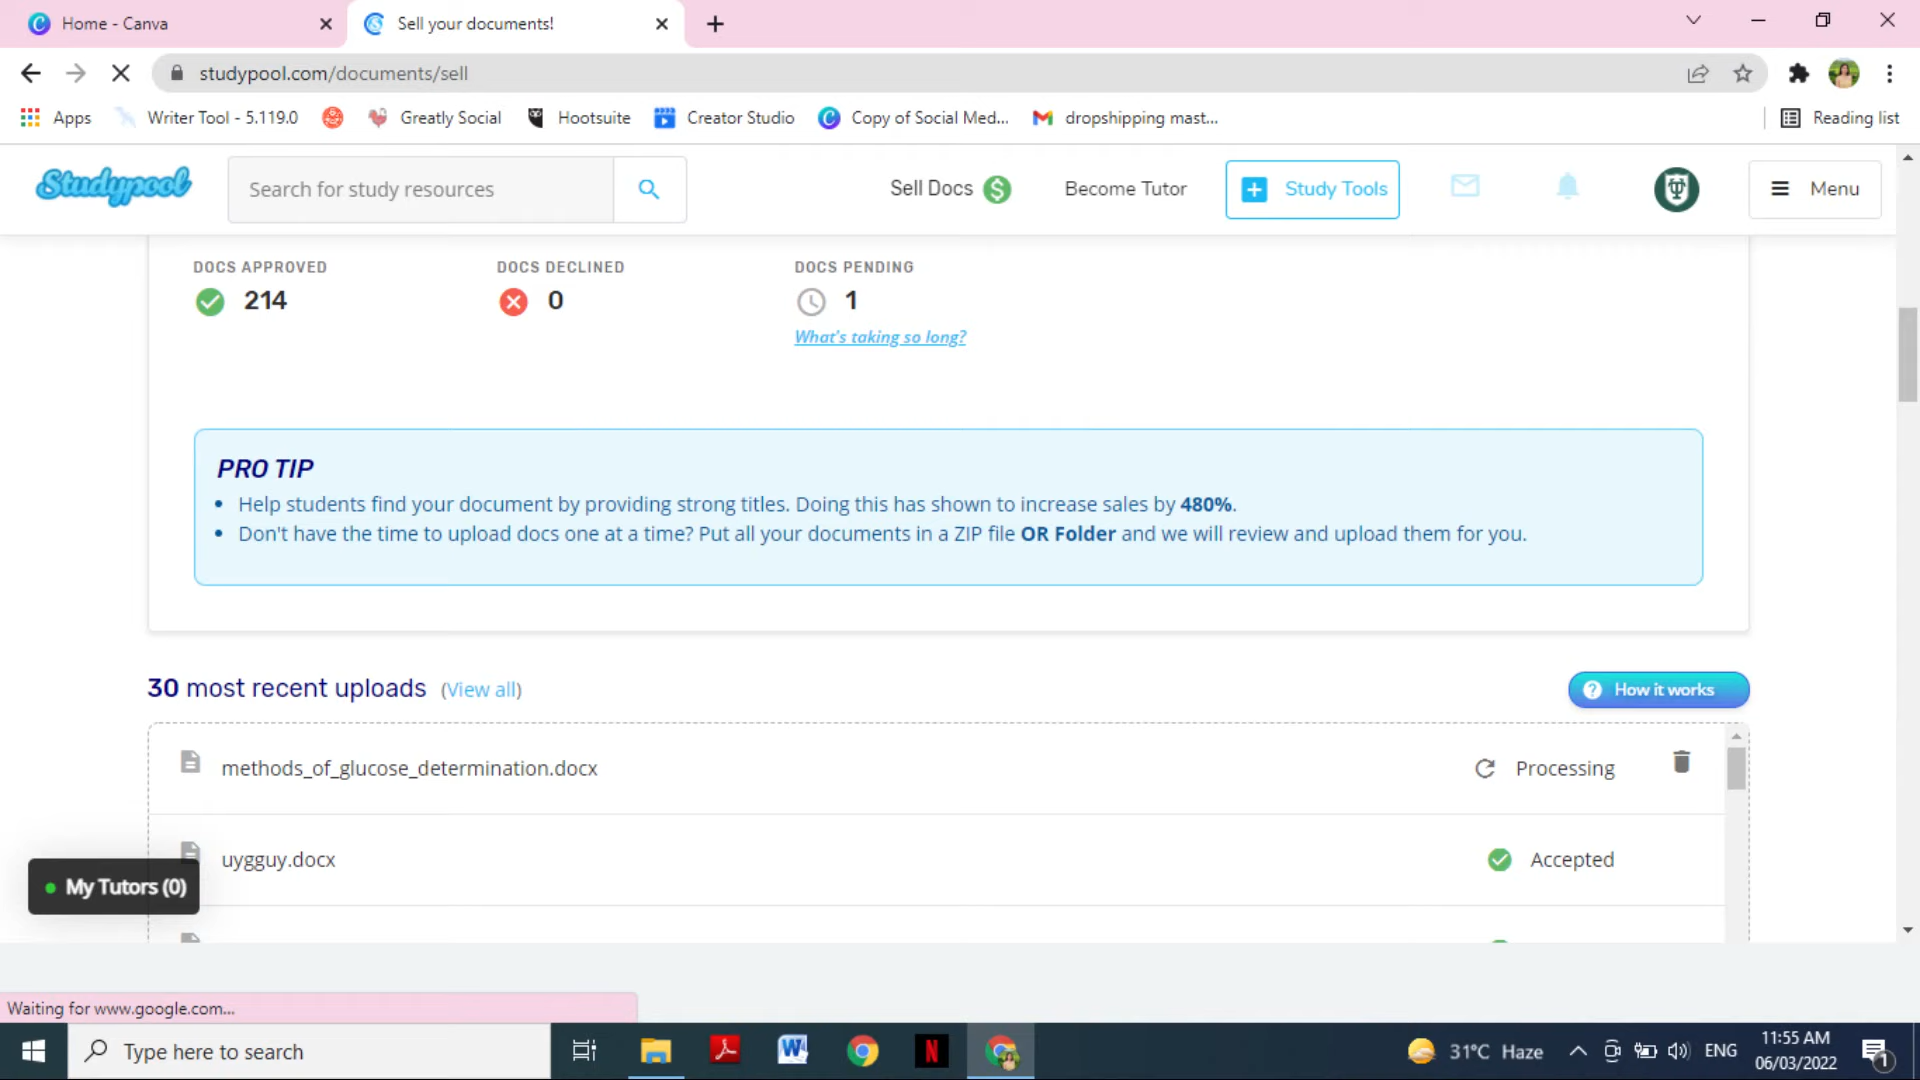 Home - Canva
Sell your documents!
studypool.com/documents/sell
Apps
Writer Tool - 5.119.0
Greatly Social
Hootsuite
Creator Studio
Copy of Social Med...
dropshipping mast...
Reading list
Studypool
Search for study resources
Sell Docs
Become Tutor
Study Tools
Menu
DOCS APPROVED
214
DOCS DECLINED
0
DOCS PENDING
1
What's taking so long?
PRO TIP
Help students find your document by providing strong titles. Doing this has shown to increase sales by 480%.
Don't have the time to upload docs one at a time? Put all your documents in a ZIP file OR Folder and we will review and upload them for you.
30 most recent uploads (View all)
How it works
methods_of_glucose_determination.docx
Processing
uygguy.docx
Accepted
My Tutors (0)
Waiting for www.google.com...
Type here to search
31°C Haze
ENG
11:55 AM
06/03/2022
1